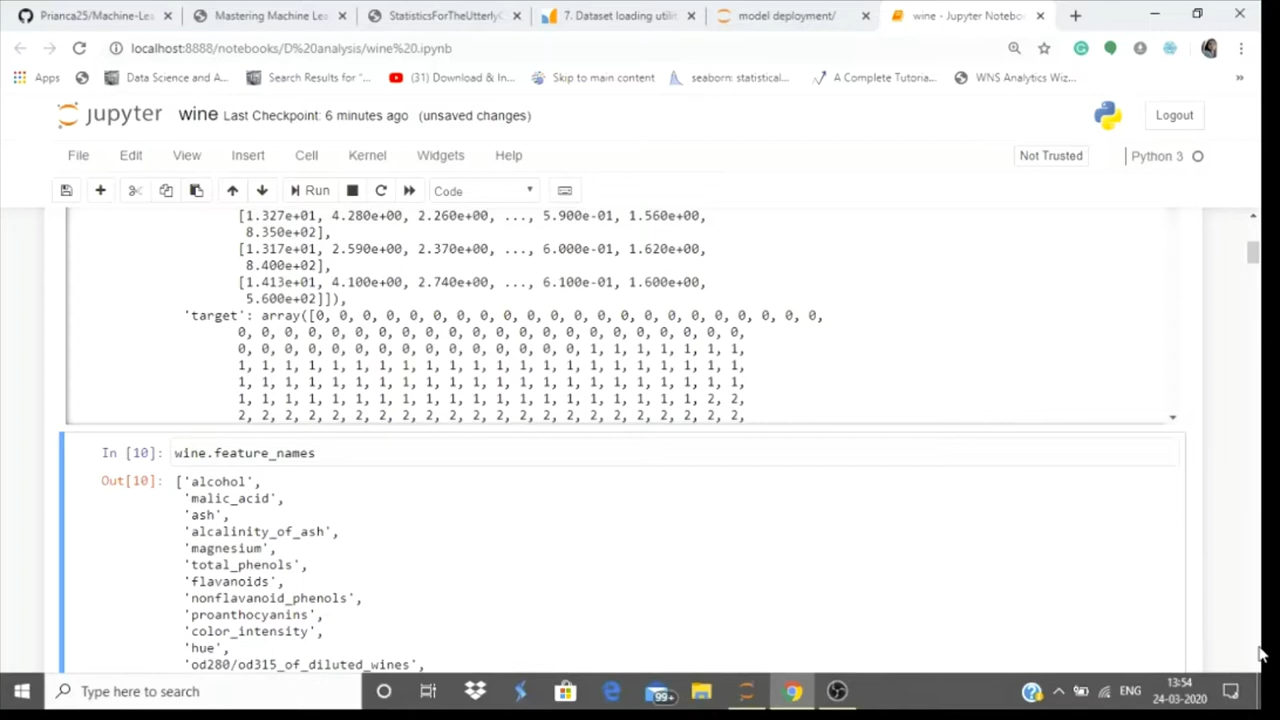 Prianca25/Machine-Lea
Mastering Machine Lea
StatisticsForTheUtterlyC
7. Dataset loading utilit
model deployment/
wine - Jupyter Notebo
localhost:8888/notebooks/D%20analysis/wine%20.ipynb
Apps
Data Science and A...
Search Results for "...
(31) Download & In...
Skip to main content
seaborn: statistical...
A Complete Tutoria...
WNS Analytics Wiz...
»
jupyter wine Last Checkpoint: 6 minutes ago (unsaved changes)
Logout
File Edit View Insert Cell Kernel Widgets Help
Not Trusted
Python 3
Run
Code
[1.327e+01, 4.280e+00, 2.260e+00, ..., 5.900e-01, 1.560e+00,
8.350e+02],
[1.317e+01, 2.590e+00, 2.370e+00, ..., 6.000e-01, 1.620e+00,
8.400e+02],
[1.413e+01, 4.100e+00, 2.740e+00, ..., 6.100e-01, 1.600e+00,
5.600e+02]]),
'target': array([0, 0, 0, 0, 0, 0, 0, 0, 0, 0, 0, 0, 0, 0, 0, 0, 0, 0, 0, 0, 0, 0,
0, 0, 0, 0, 0, 0, 0, 0, 0, 0, 0, 0, 0, 0, 0, 0, 0, 0, 0, 0, 0, 0,
0, 0, 0, 0, 0, 0, 0, 0, 0, 0, 0, 0, 0, 0, 0, 1, 1, 1, 1, 1, 1, 1,
1, 1, 1, 1, 1, 1, 1, 1, 1, 1, 1, 1, 1, 1, 1, 1, 1, 1, 1, 1, 1, 1,
1, 1, 1, 1, 1, 1, 1, 1, 1, 1, 1, 1, 1, 1, 1, 1, 1, 1, 1, 1, 1, 1,
1, 1, 1, 1, 1, 1, 1, 1, 1, 1, 1, 1, 1, 1, 1, 1, 1, 1, 1, 1, 2, 2,
2, 2, 2, 2, 2, 2, 2, 2, 2, 2, 2, 2, 2, 2, 2, 2, 2, 2, 2, 2, 2, 2,
In [10]: wine.feature_names
Out[10]: ['alcohol',
'malic_acid',
'ash',
'alcalinity_of_ash',
'magnesium',
'total_phenols',
'flavanoids',
'nonflavanoid_phenols',
'proanthocyanins',
'color_intensity',
'hue',
'od280/od315_of_diluted_wines',
Type here to search
99+
ENG
13:54
24-03-2020